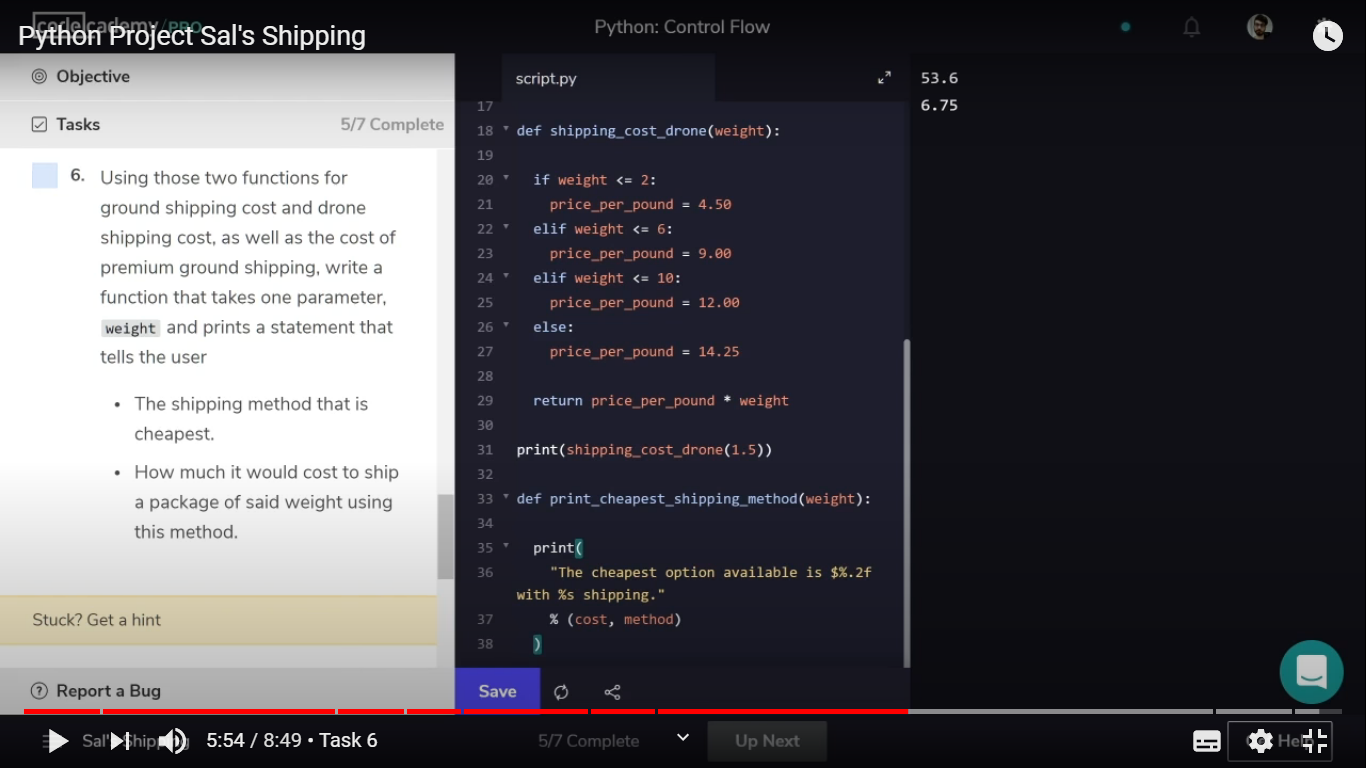 codecademy/PRO
Python Project Sal's Shipping
Python: Control Flow
Objective
Tasks
5/7 Complete
6. Using those two functions for
ground shipping cost and drone
shipping cost, as well as the cost of
premium ground shipping, write a
function that takes one parameter,
weight and prints a statement that
tells the user
• The shipping method that is
cheapest.
• How much it would cost to ship
a package of said weight using
this method.
Stuck? Get a hint
? Report a Bug
script.py
17
18 def shipping_cost_drone(weight):
19
20 if weight <= 2:
21 price_per_pound = 4.50
22 elif weight <= 6:
23 price_per_pound = 9.00
24 elif weight <= 10:
25 price_per_pound = 12.00
26 else:
27 price_per_pound = 14.25
28
29 return price_per_pound * weight
30
31 print(shipping_cost_drone(1.5))
32
33 def print_cheapest_shipping_method(weight):
34
35 print(
36 "The cheapest option available is $%.2f
with %s shipping."
37 % (cost, method)
38 )
Save
53.6
6.75
Sal's Shipping
5:54 / 8:49 • Task 6
5/7 Complete
Up Next
Help